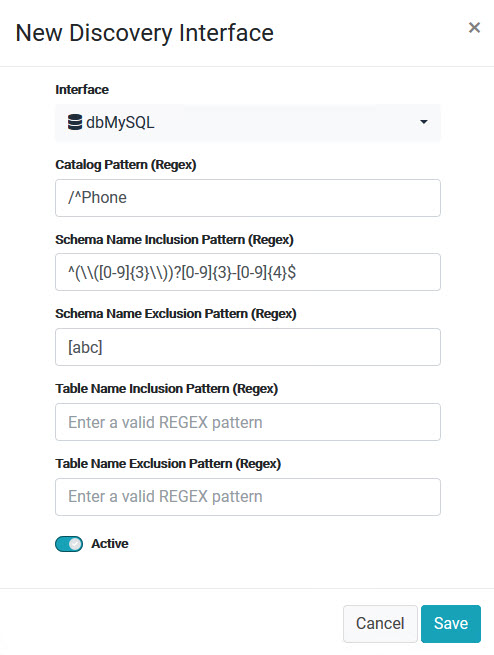 New Discovery Interface
×
Interface
dbMySQL
Catalog Pattern (Regex)
/^Phone
Schema Name Inclusion Pattern (Regex)
^(\\([0-9]{3}\\))?[0-9]{3}-[0-9]{4}$
Schema Name Exclusion Pattern (Regex)
[abc]
Table Name Inclusion Pattern (Regex)
Enter a valid REGEX pattern
Table Name Exclusion Pattern (Regex)
Enter a valid REGEX pattern
Active
Cancel Save